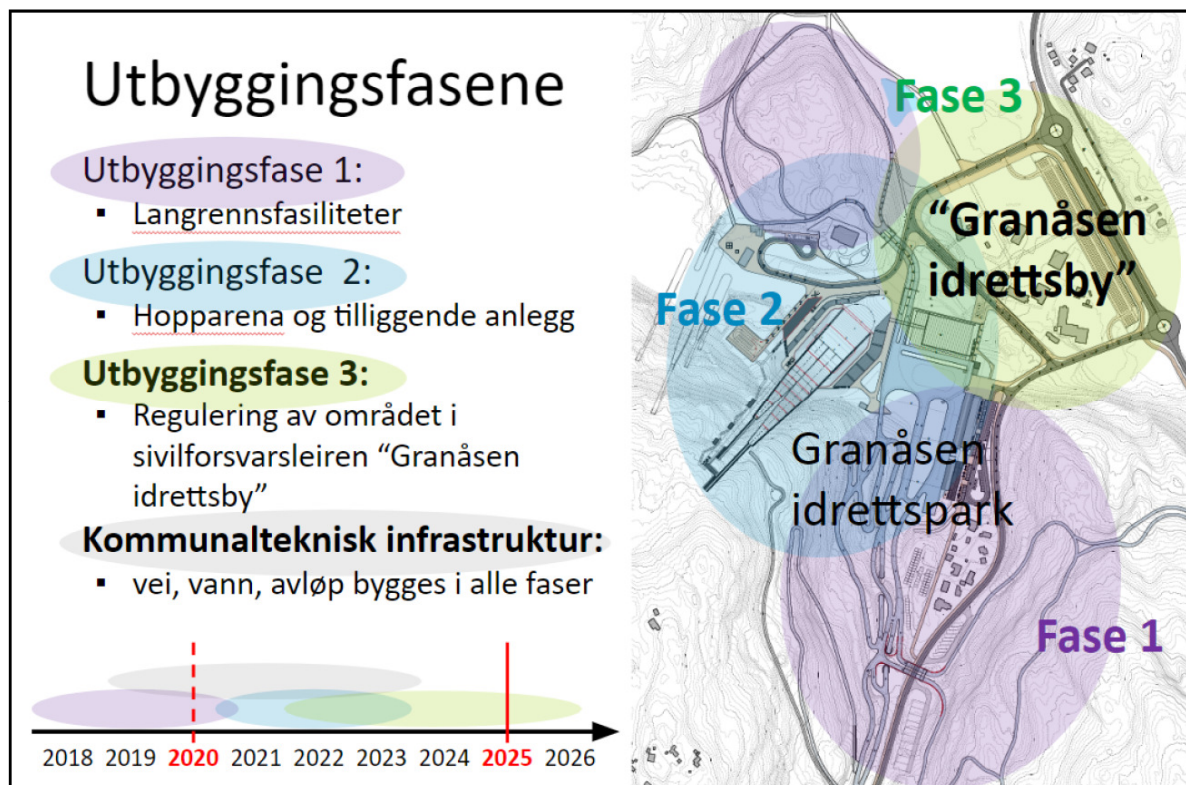 Utbyggingsfasene
Utbyggingsfase 1:
▪ Langrennsfasiliteter
Utbyggingsfase 2:
▪ Hopparena og tilliggende anlegg
Utbyggingsfase 3:
▪ Regulering av området i
sivilforsvarsleiren “Granåsen
idrettsby”
Kommunalteknisk infrastruktur:
▪ vei, vann, avløp bygges i alle faser
2018 2019 2020 2021 2022 2023 2024 2025 2026
Fase 3
“Granåsen
idrettsby”
Fase 2
Granåsen
idrettspark
Fase 1